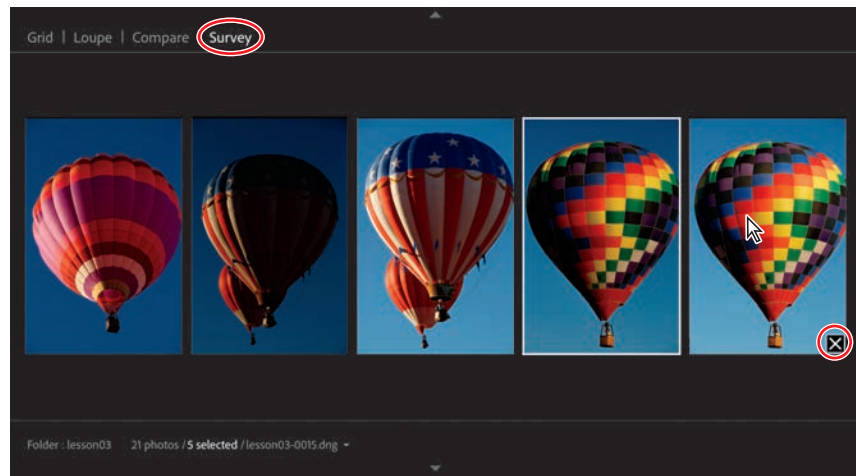 Grid | Loupe | Compare Survey
Folder : lesson03 21 photos / 5 selected / lesson03-0015.dng